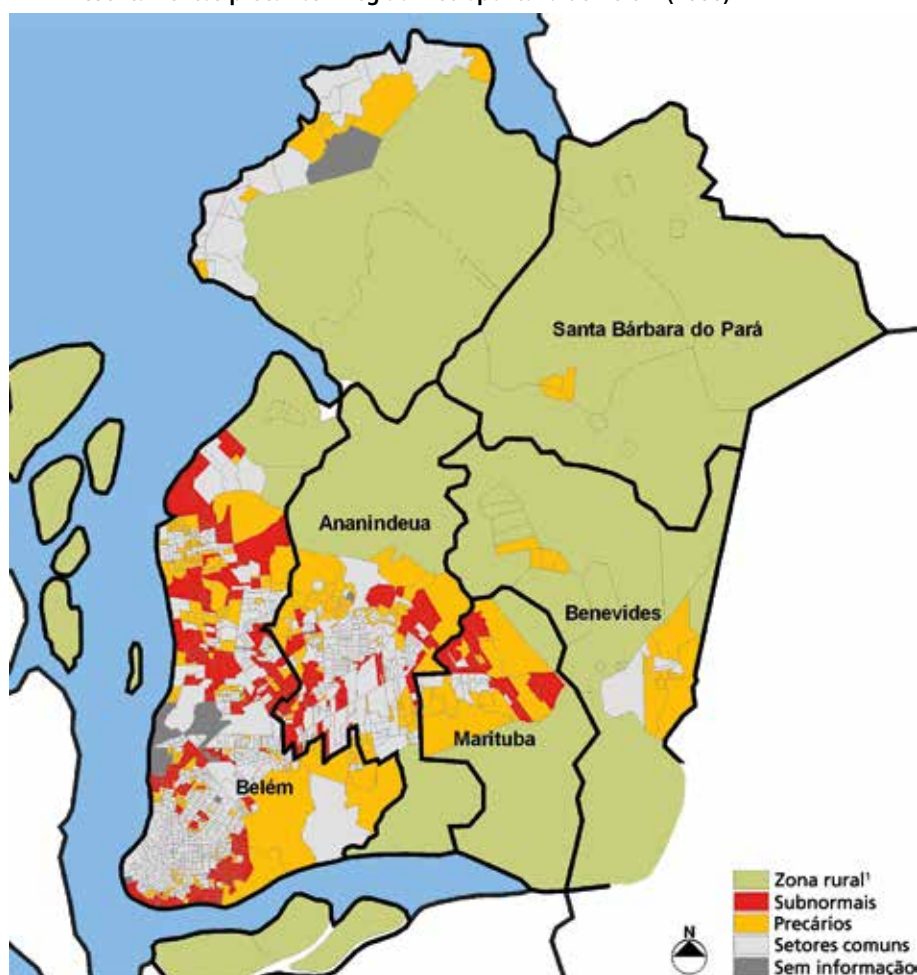 Santa Bárbara do Pará
Ananindeua
Benevides
Marituba
Belém
Zona rural¹
Subnormais
Precários
Setores comuns
Sem informação
N